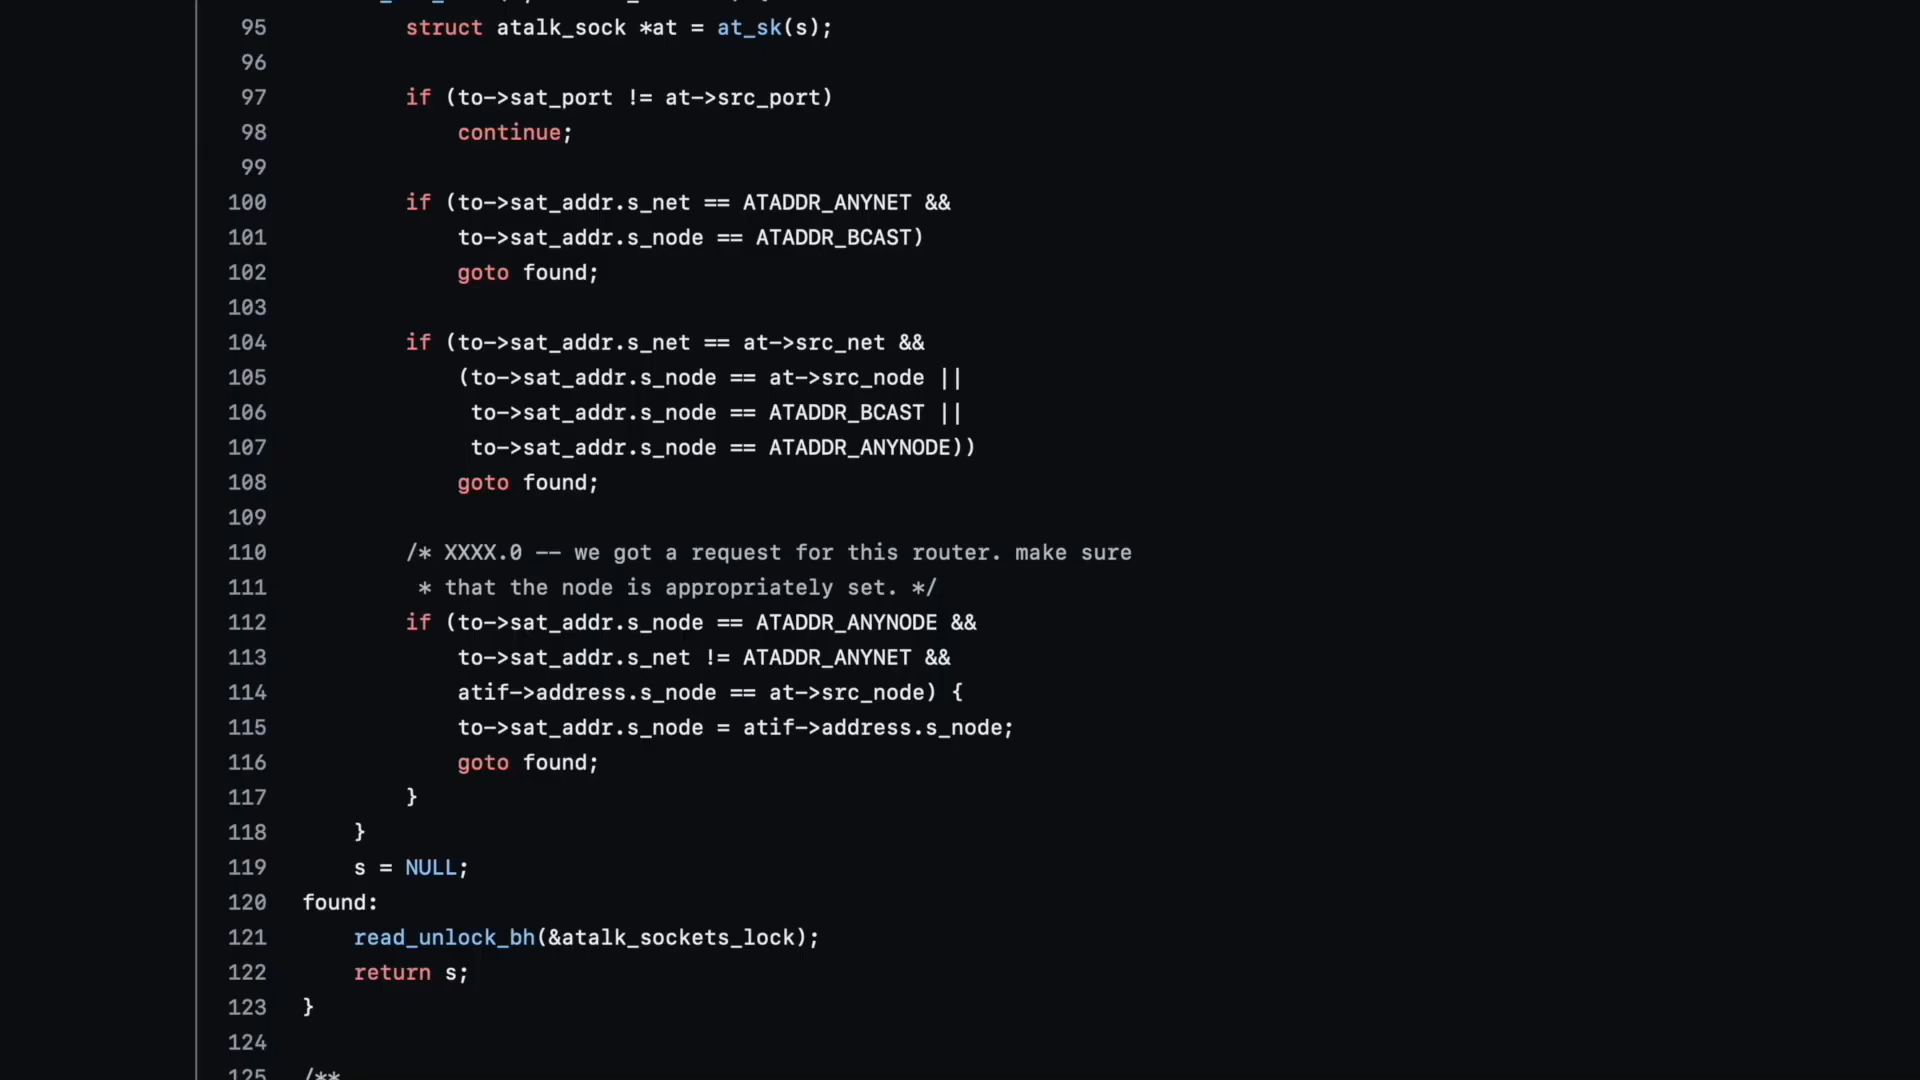 95 struct atalk_sock *at = at_sk(s);
96
97 if (to->sat_port != at->src_port)
98 continue;
99
100 if (to->sat_addr.s_net == ATADDR_ANYNET &&
101 to->sat_addr.s_node == ATADDR_BCAST)
102 goto found;
103
104 if (to->sat_addr.s_net == at->src_net &&
105 (to->sat_addr.s_node == at->src_node ||
106 to->sat_addr.s_node == ATADDR_BCAST ||
107 to->sat_addr.s_node == ATADDR_ANYNODE))
108 goto found;
109
110 /* XXXX.0 -- we got a request for this router. make sure
111 * that the node is appropriately set. */
112 if (to->sat_addr.s_node == ATADDR_ANYNODE &&
113 to->sat_addr.s_net != ATADDR_ANYNET &&
114 atif->address.s_node == at->src_node) {
115 to->sat_addr.s_node = atif->address.s_node;
116 goto found;
117 }
118 }
119 s = NULL;
120 found:
121 read_unlock_bh(&atalk_sockets_lock);
122 return s;
123 }
124
125 /**